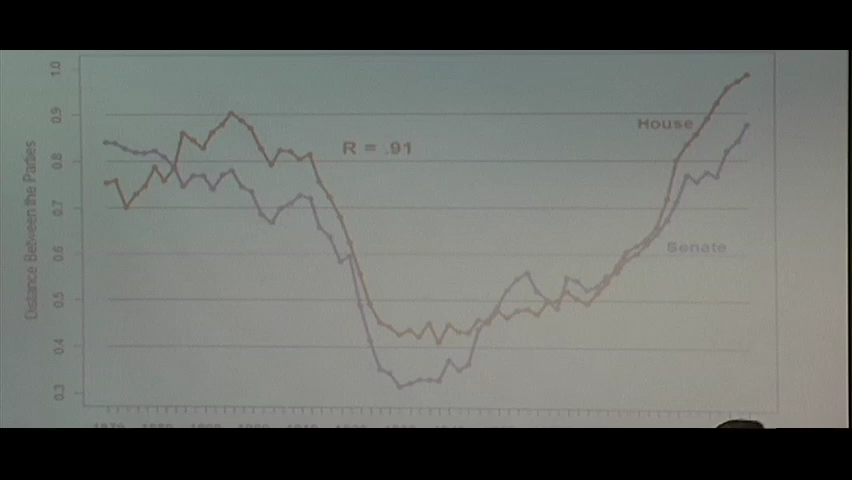 1.0
0.9
0.8
0.7
0.6
0.5
0.4
0.3
Distance Between the Parties
R = .91
House
Senate